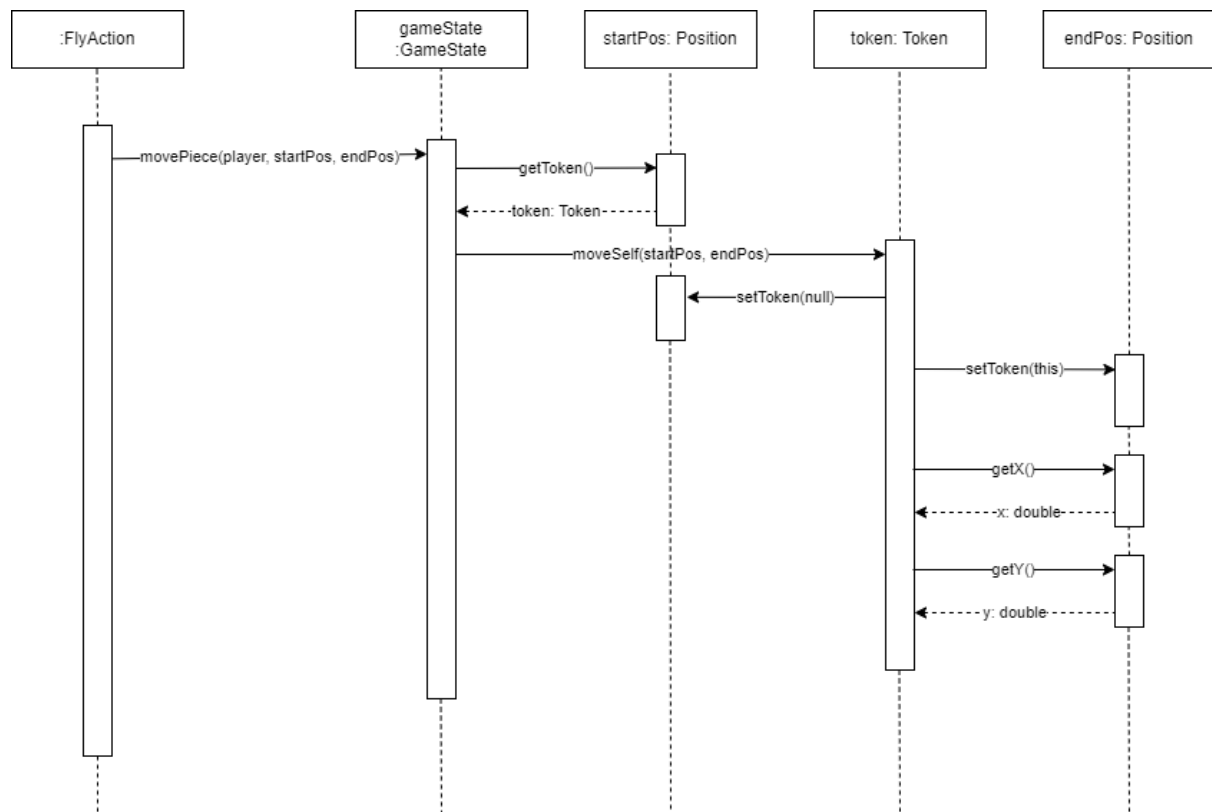 :FlyAction
gameState
:GameState
startPos: Position
token: Token
endPos: Position
movePiece(player, startPos, endPos)
getToken()
token: Token
moveSelf(startPos, endPos)
setToken(null)
setToken(this)
getX()
x: double
getY()
y: double